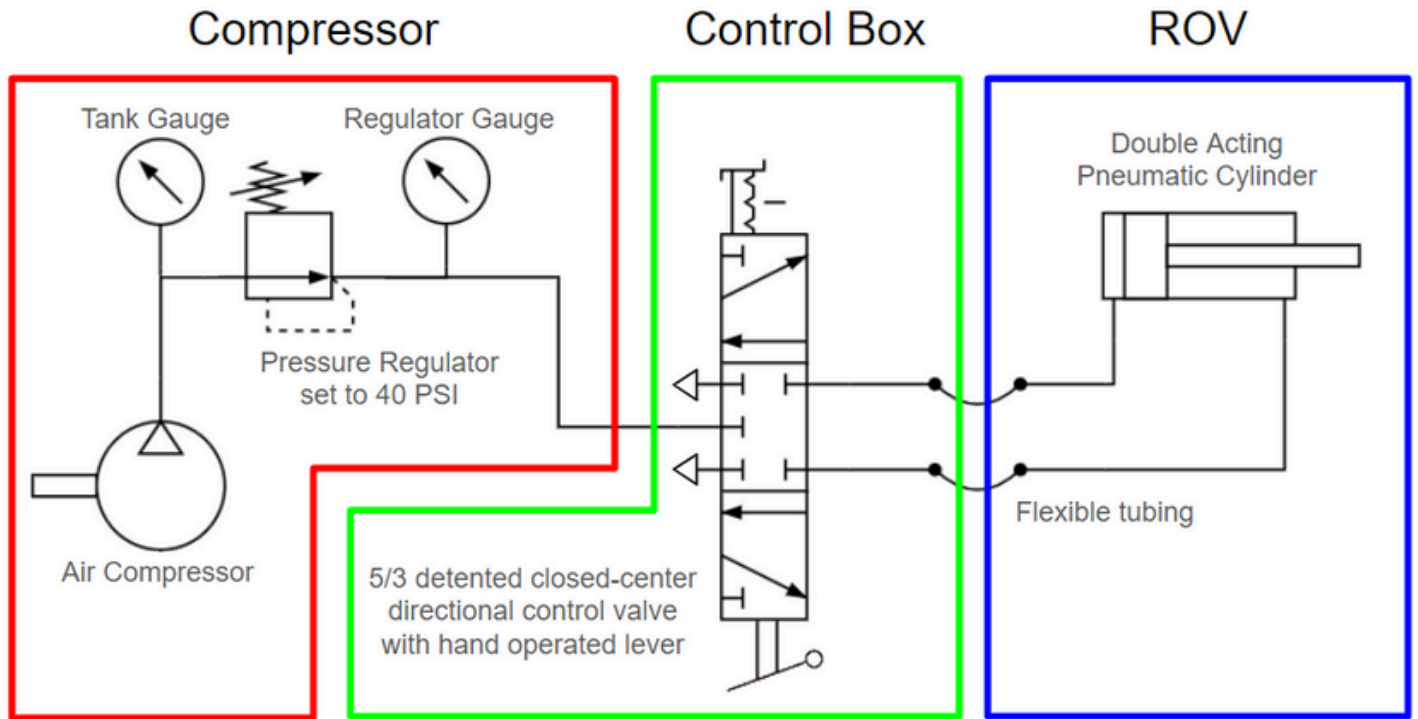 Compressor
Control Box
ROV
Tank Gauge
Regulator Gauge
Double Acting
Pneumatic Cylinder
Pressure Regulator
set to 40 PSI
Flexible tubing
Air Compressor
5/3 detented closed-center
directional control valve
with hand operated lever